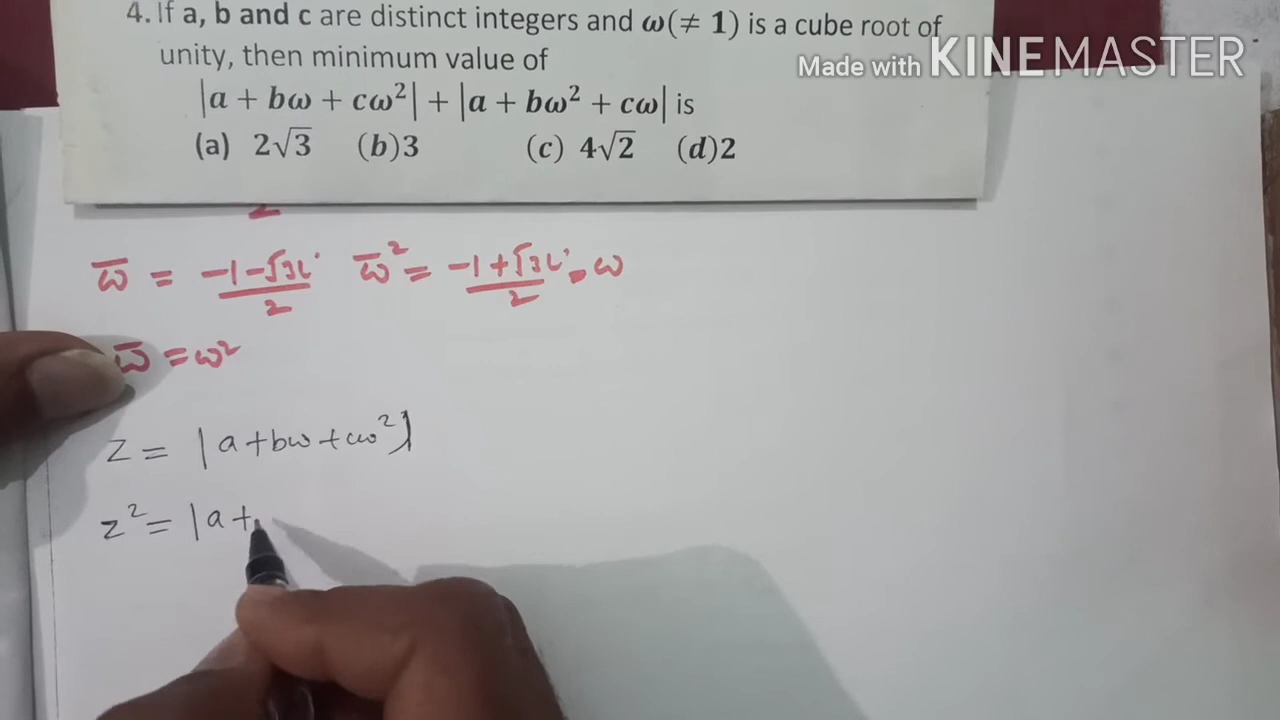 4. If a, b and c are distinct integers and ω(≠ 1) is a cube root of
unity, then minimum value of
|a + bω + cω²| + |a + bω² + cω| is
(a) 2√3 (b)3 (c) 4√2 (d)2
Made with KINEMASTER
2
ω̅ = (-1-√3i)/2 ω̅² = (-1+√3i)/2 = ω
ω̅ = ω²
z = |a+bω+cω²|
z² = |a+